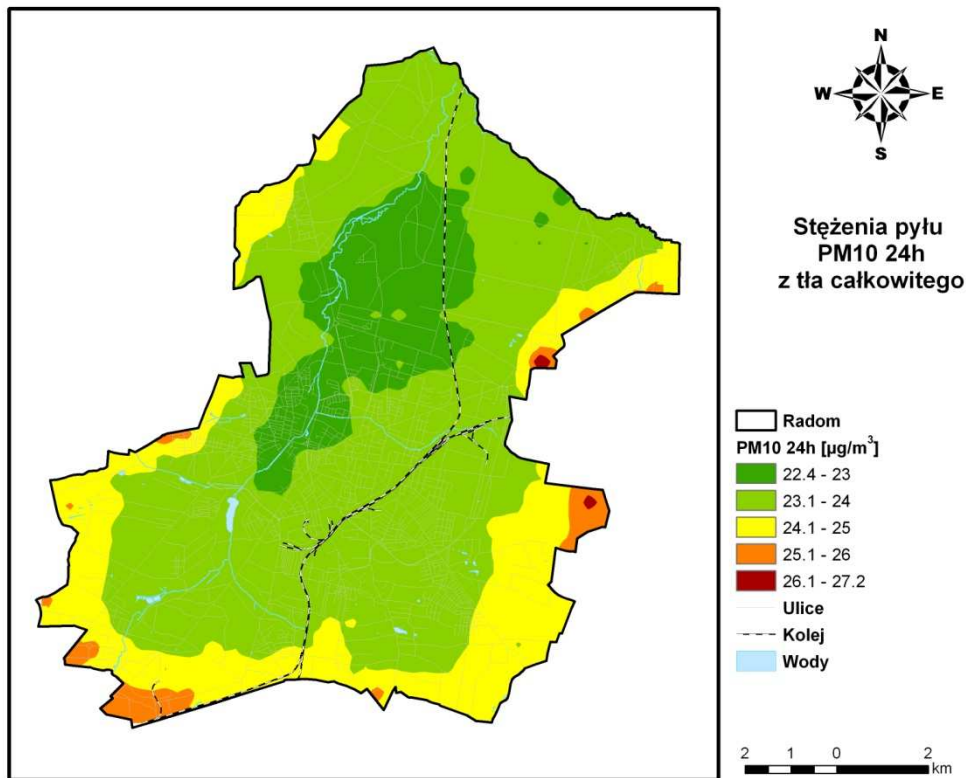 N
W E
S
Stężenia pyłu
PM10 24h
z tła całkowitego
Radom
PM10 24h [µg/m³]
22.4 - 23
23.1 - 24
24.1 - 25
25.1 - 26
26.1 - 27.2
Ulice
Kolej
Wody
2 1 0 2
km